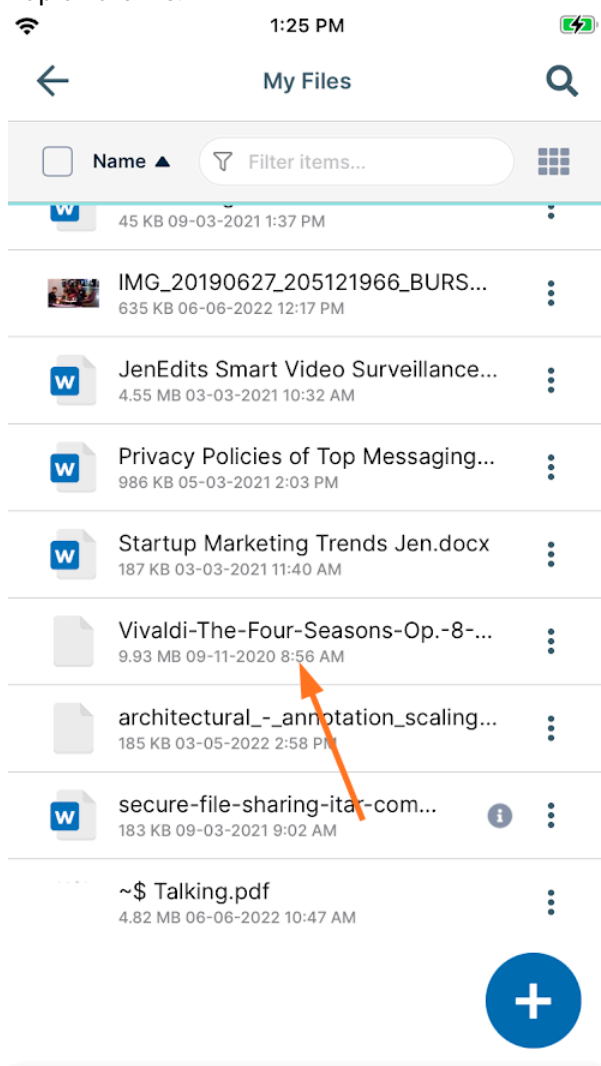 1:25 PM
My Files
Name ▲ Filter items...
W
45 KB 09-03-2021 1:37 PM
IMG_20190627_205121966_BURS...
635 KB 06-06-2022 12:17 PM
W
JenEdits Smart Video Surveillance...
4.55 MB 03-03-2021 10:32 AM
W
Privacy Policies of Top Messaging...
986 KB 05-03-2021 2:03 PM
W
Startup Marketing Trends Jen.docx
187 KB 03-03-2021 11:40 AM
Vivaldi-The-Four-Seasons-Op.-8-...
9.93 MB 09-11-2020 8:56 AM
architectural_-_annotation_scaling...
185 KB 03-05-2022 2:58 PM
W
secure-file-sharing-itar-com...
183 KB 09-03-2021 9:02 AM
~$ Talking.pdf
4.82 MB 06-06-2022 10:47 AM